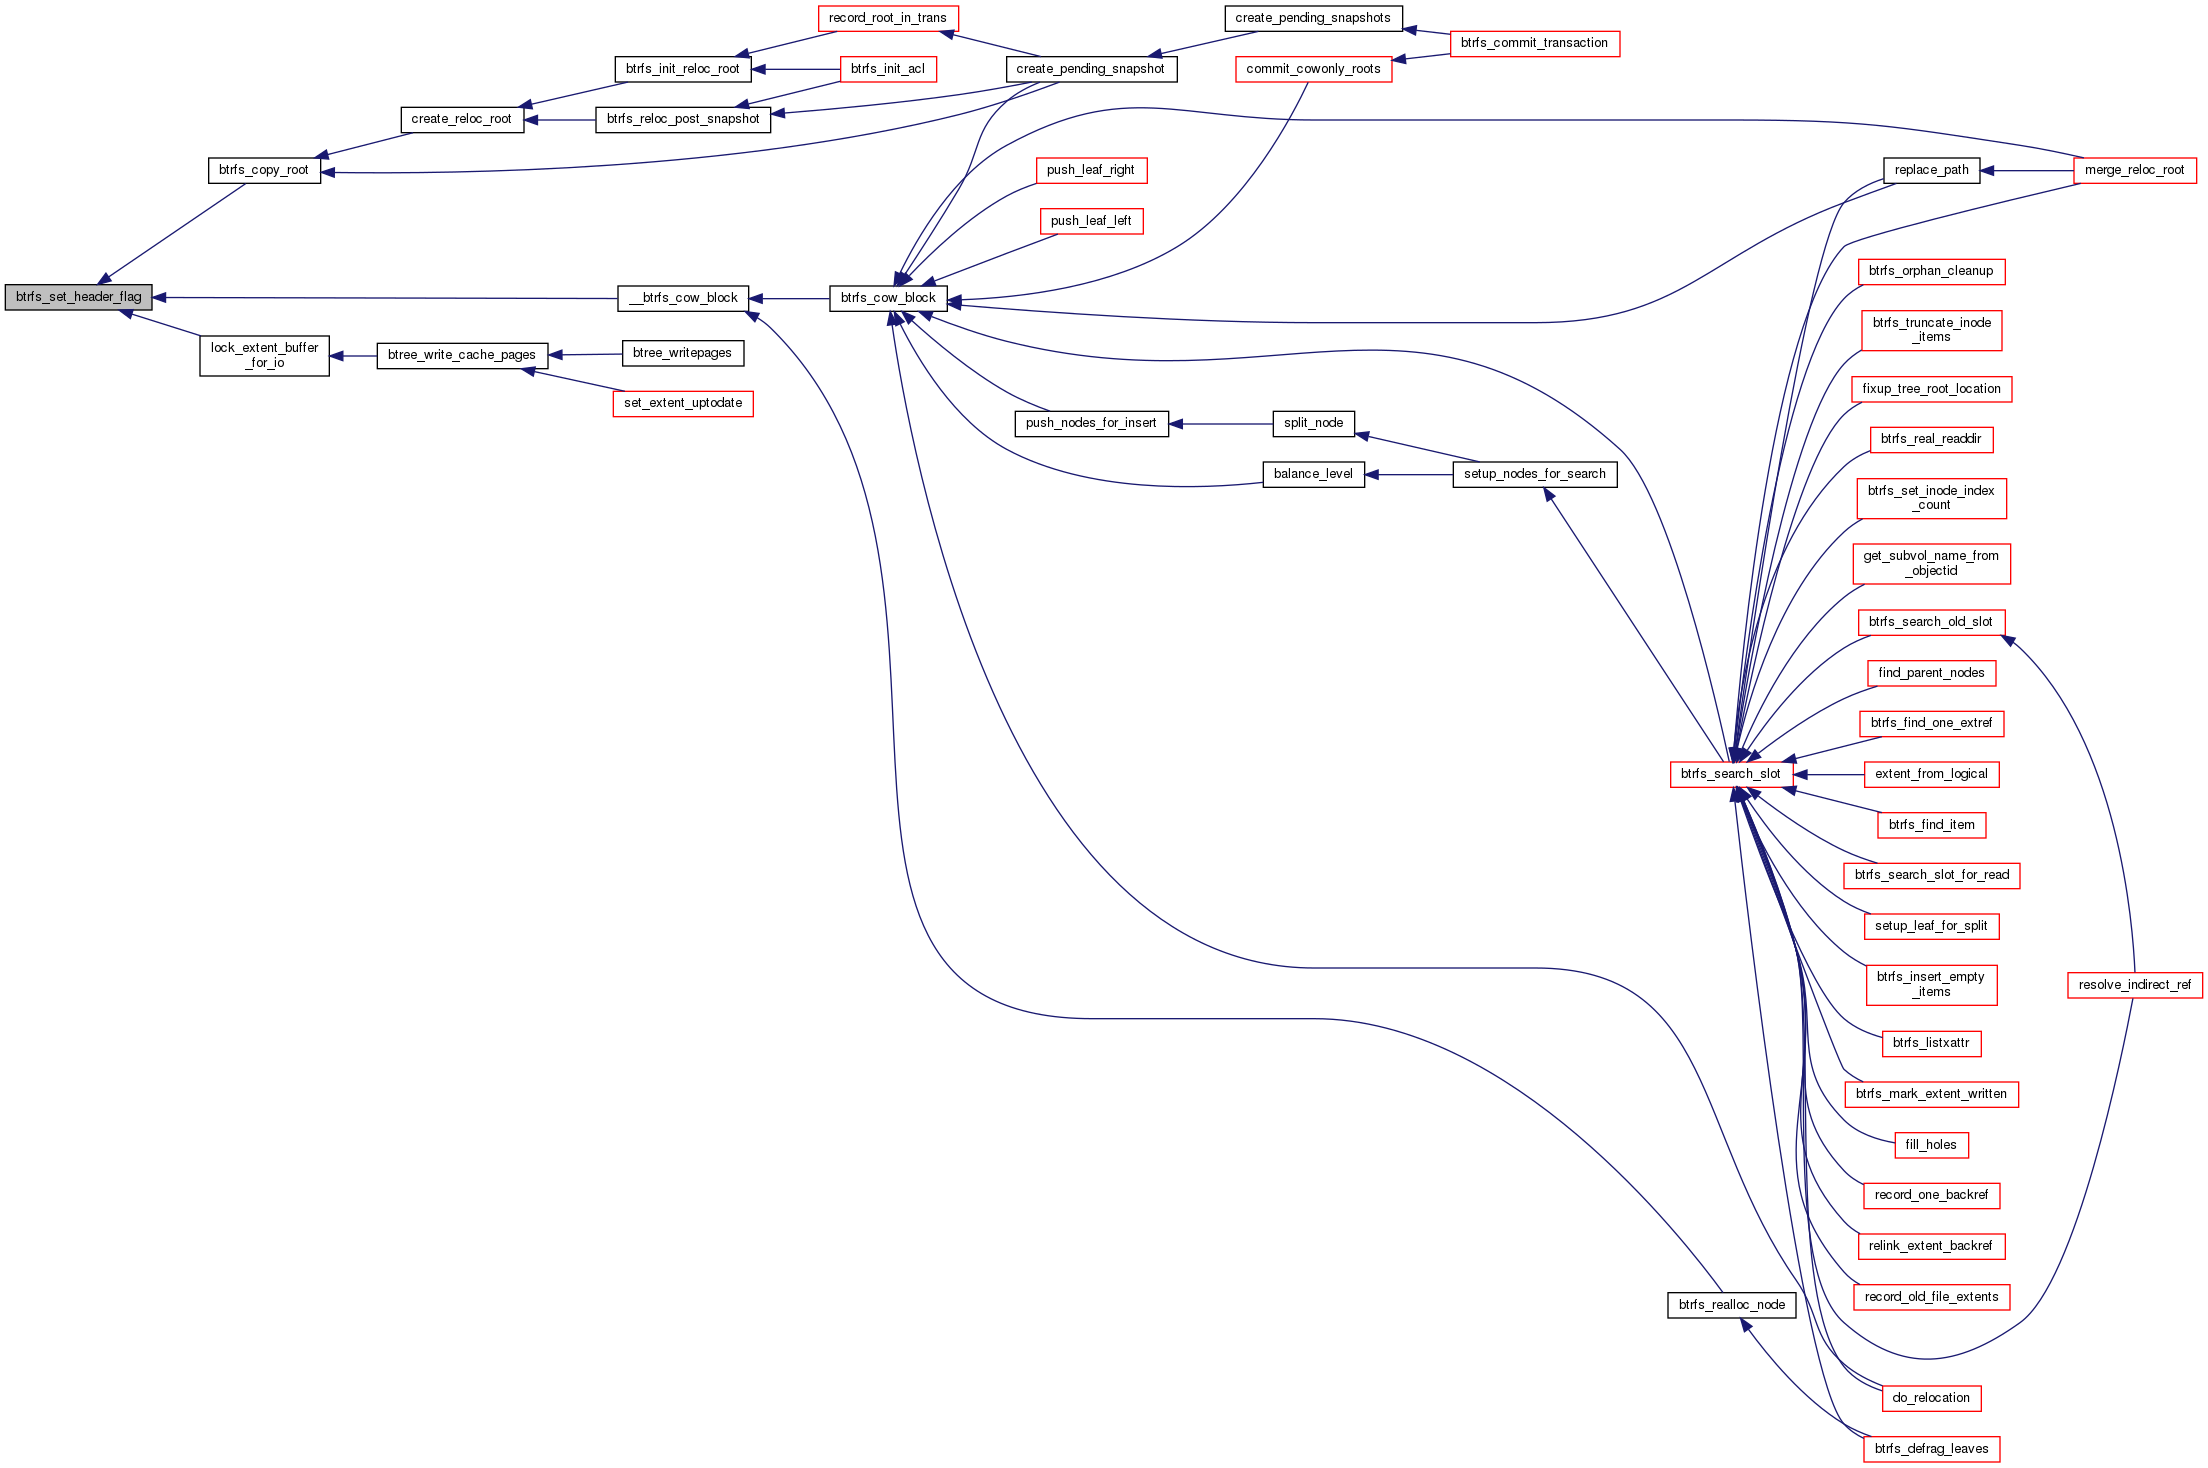 btrfs_set_header_flag
btrfs_copy_root
lock_extent_buffer
_for_io
create_reloc_root
btree_write_cache_pages
btrfs_init_reloc_root
btrfs_reloc_post_snapshot
__btrfs_cow_block
btree_writepages
set_extent_uptodate
record_root_in_trans
btrfs_init_acl
btrfs_cow_block
create_pending_snapshot
push_leaf_right
push_leaf_left
push_nodes_for_insert
create_pending_snapshots
commit_cowonly_roots
split_node
balance_level
btrfs_commit_transaction
setup_nodes_for_search
btrfs_search_slot
btrfs_realloc_node
replace_path
btrfs_orphan_cleanup
btrfs_truncate_inode
_items
fixup_tree_root_location
btrfs_real_readdir
btrfs_set_inode_index
_count
get_subvol_name_from
_objectid
btrfs_search_old_slot
find_parent_nodes
btrfs_find_one_extref
extent_from_logical
btrfs_find_item
btrfs_search_slot_for_read
setup_leaf_for_split
btrfs_insert_empty
_items
btrfs_listxattr
btrfs_mark_extent_written
fill_holes
record_one_backref
relink_extent_backref
record_old_file_extents
do_relocation
btrfs_defrag_leaves
merge_reloc_root
resolve_indirect_ref